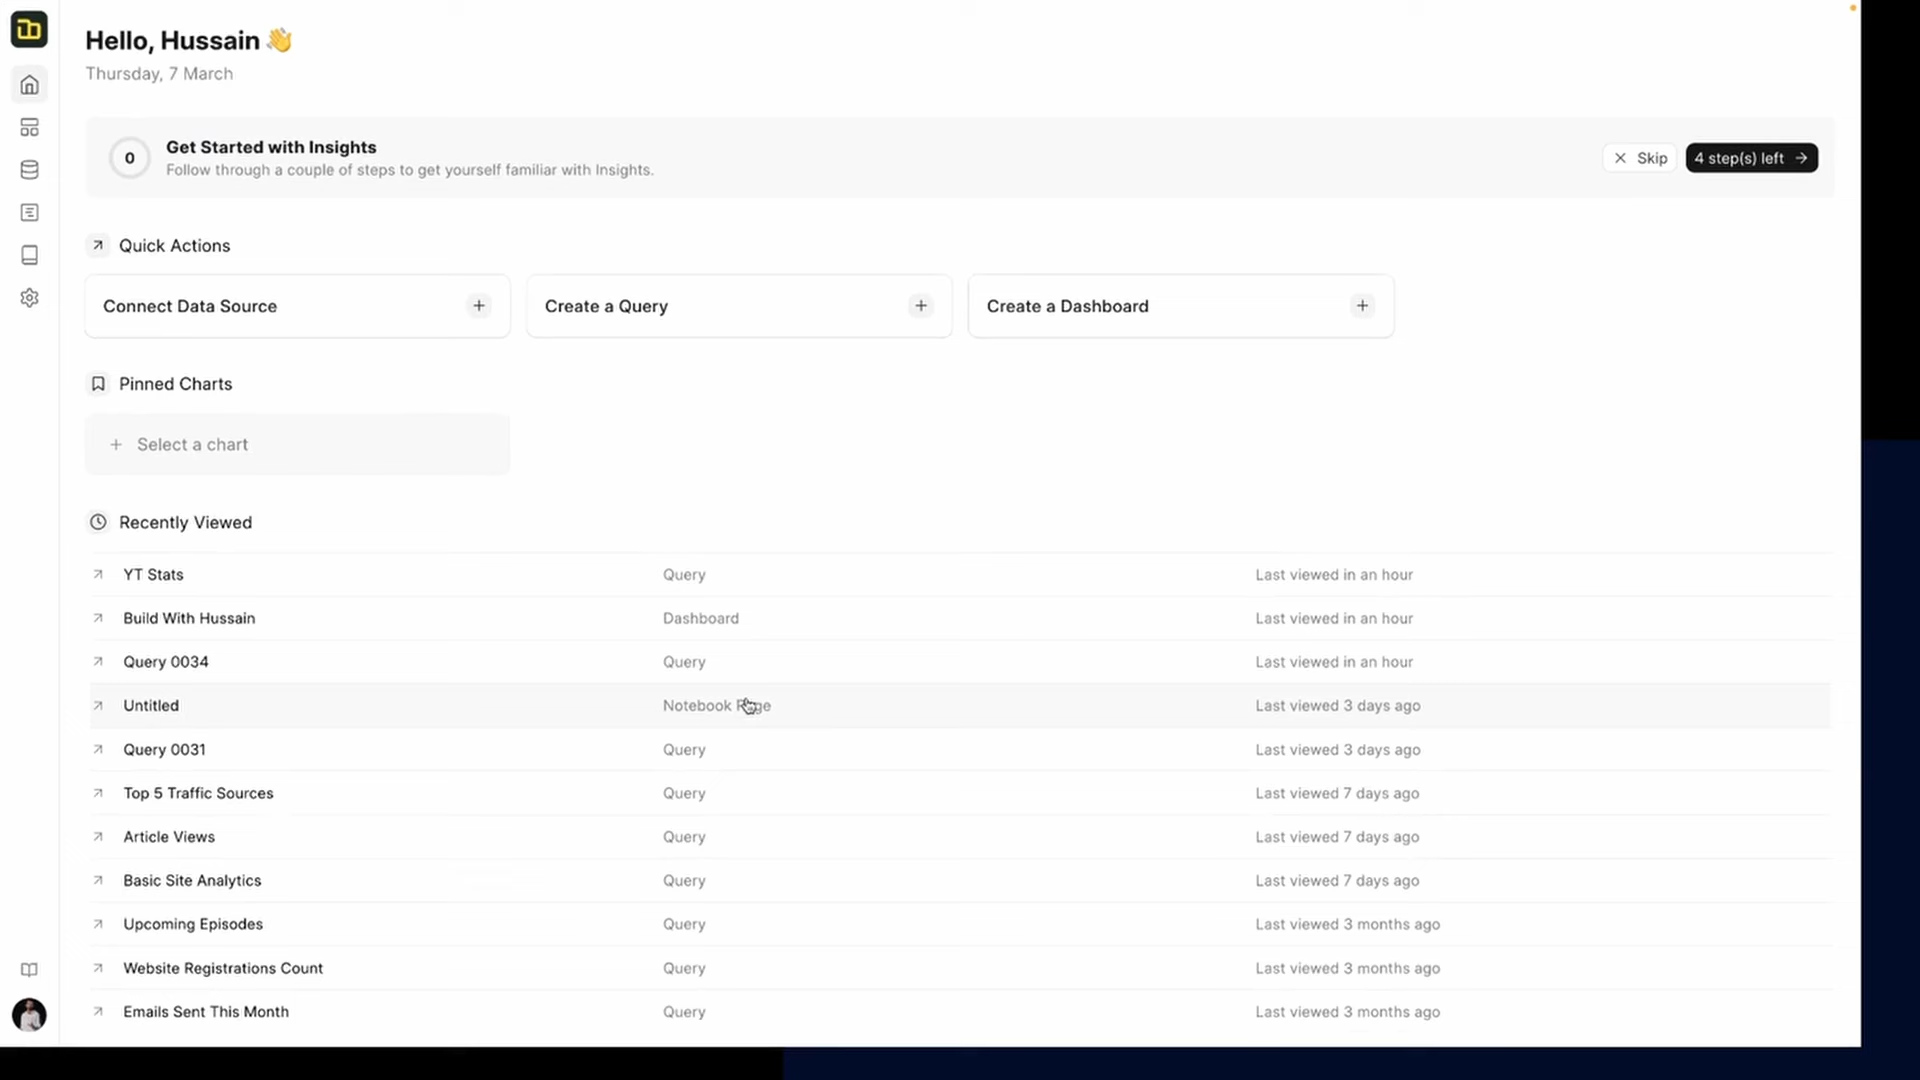 Hello, Hussain 👋
Thursday, 7 March
0
Get Started with Insights
Follow through a couple of steps to get yourself familiar with Insights.
Skip
4 step(s) left
Quick Actions
Connect Data Source
Create a Query
Create a Dashboard
Pinned Charts
Select a chart
Recently Viewed
YT Stats Query Last viewed in an hour
Build With Hussain Dashboard Last viewed in an hour
Query 0034 Query Last viewed in an hour
Untitled Notebook Page Last viewed 3 days ago
Query 0031 Query Last viewed 3 days ago
Top 5 Traffic Sources Query Last viewed 7 days ago
Article Views Query Last viewed 7 days ago
Basic Site Analytics Query Last viewed 7 days ago
Upcoming Episodes Query Last viewed 3 months ago
Website Registrations Count Query Last viewed 3 months ago
Emails Sent This Month Query Last viewed 3 months ago